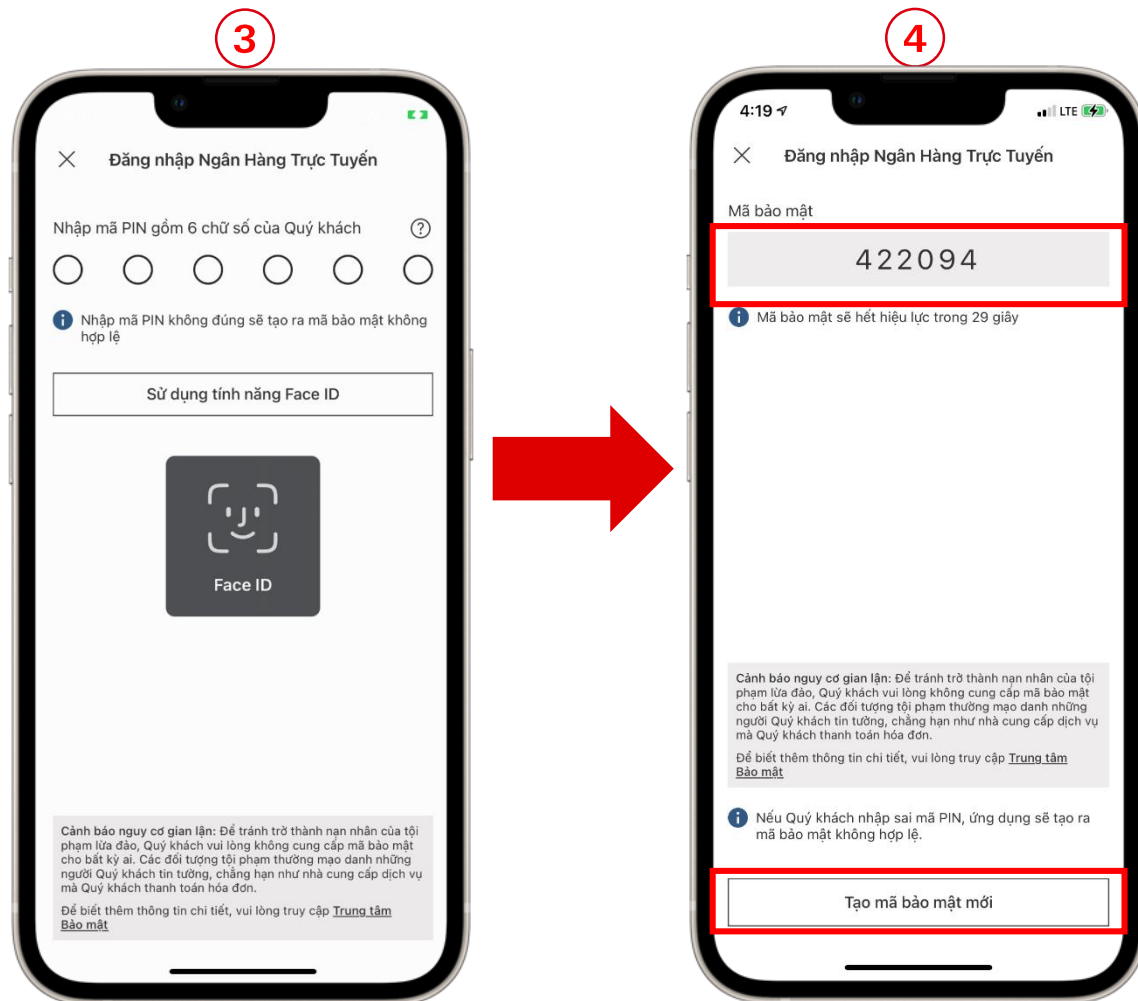 3
Đăng nhập Ngân Hàng Trực Tuyến
Nhập mã PIN gồm 6 chữ số của Quý khách
?
i Nhập mã PIN không đúng sẽ tạo ra mã bảo mật không
hợp lệ
Sử dụng tính năng Face ID
Face ID
Cảnh báo nguy cơ gian lận: Để tránh trở thành nạn nhân của tội
phạm lừa đảo, Quý khách vui lòng không cung cấp mã bảo mật
cho bất kỳ ai. Các đối tượng tội phạm thường mạo danh những
người Quý khách tin tưởng, chẳng hạn như nhà cung cấp dịch vụ
mà Quý khách thanh toán hóa đơn.
Để biết thêm thông tin chi tiết, vui lòng truy cập Trung tâm
Bảo mật
4
4:19
LTE
Đăng nhập Ngân Hàng Trực Tuyến
Mã bảo mật
422094
i Mã bảo mật sẽ hết hiệu lực trong 29 giây
Cảnh báo nguy cơ gian lận: Để tránh trở thành nạn nhân của tội
phạm lừa đảo, Quý khách vui lòng không cung cấp mã bảo mật
cho bất kỳ ai. Các đối tượng tội phạm thường mạo danh những
người Quý khách tin tưởng, chẳng hạn như nhà cung cấp dịch vụ
mà Quý khách thanh toán hóa đơn.
Để biết thêm thông tin chi tiết, vui lòng truy cập Trung tâm
Bảo mật
i Nếu Quý khách nhập sai mã PIN, ứng dụng sẽ tạo ra
mã bảo mật không hợp lệ.
Tạo mã bảo mật mới